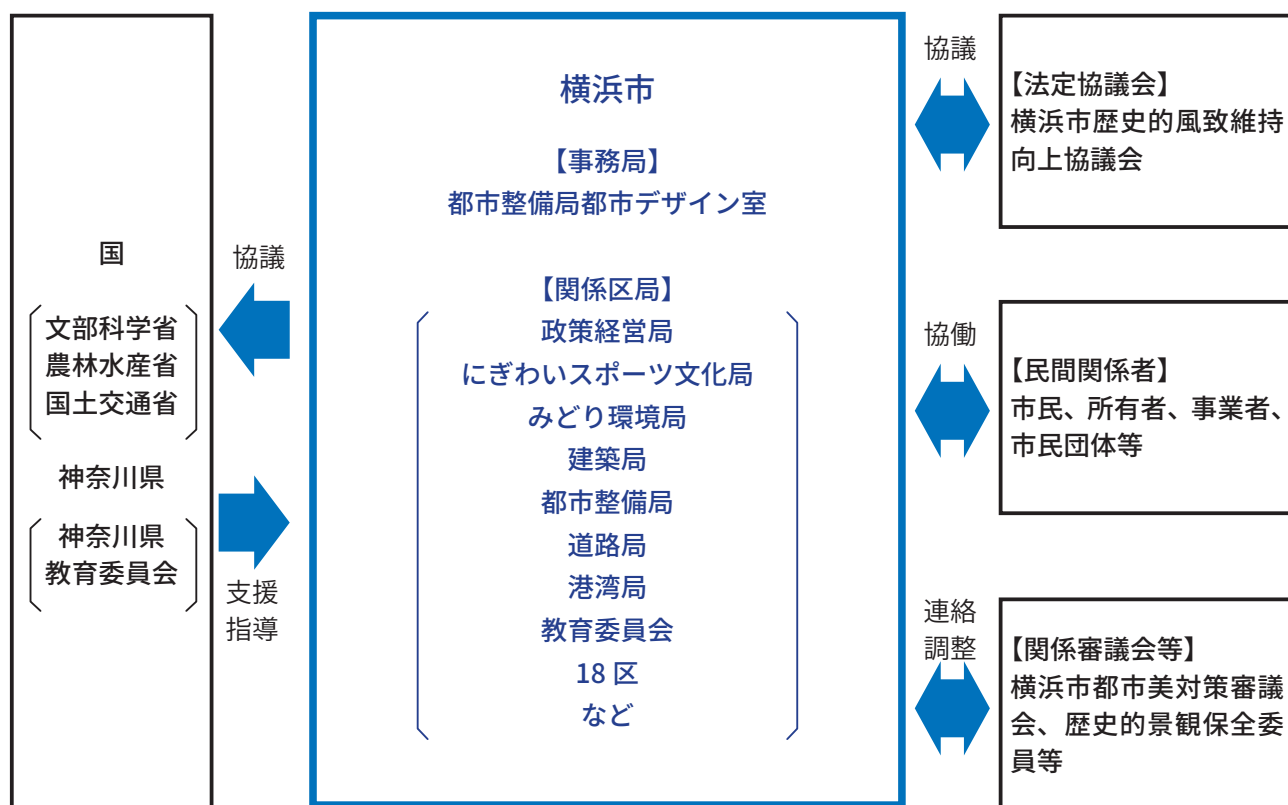 国
文部科学省
農林水産省
国土交通省
神奈川県
神奈川県
教育委員会
協議
支援
指導
横浜市
【事務局】
都市整備局都市デザイン室
【関係区局】
政策経営局
にぎわいスポーツ文化局
みどり環境局
建築局
都市整備局
道路局
港湾局
教育委員会
18 区
など
協議
【法定協議会】
横浜市歴史的風致維持
向上協議会
協働
【民間関係者】
市民、所有者、事業者、
市民団体等
連絡
調整
【関係審議会等】
横浜市都市美対策審議
会、歴史的景観保全委
員等